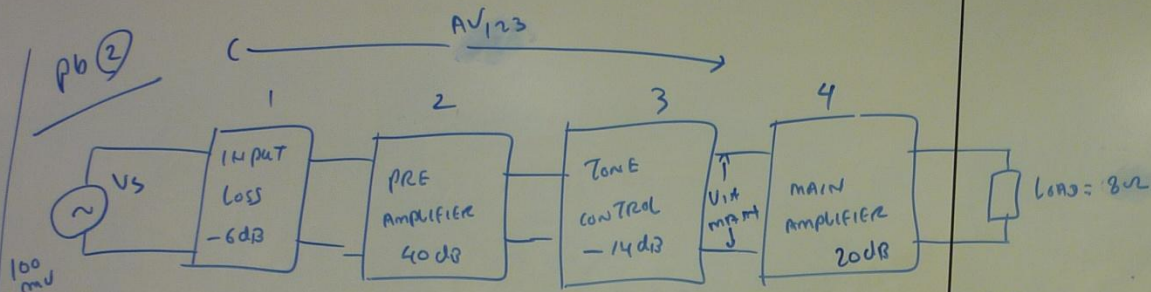 AV123
pb 2
1
2
3
4
INPUT
LOSS
-6dB
PRE
AMPLIFIER
40dB
TONE
CONTROL
-14dB
MAIN
AMPLIFIER
20dB
VS
100
mV
LOAD = 8Ω